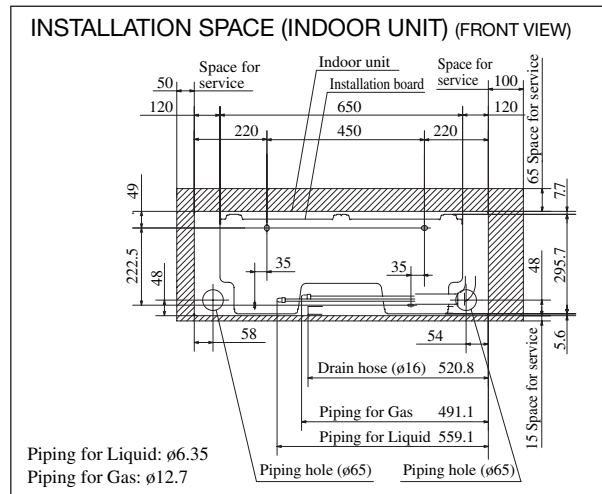 INSTALLATION SPACE (INDOOR UNIT) (FRONT VIEW)
Space for service
Indoor unit
Installation board
Space for service
50
100
120
650
120
220
450
220
65 Space for service
49
7.7
222.5
48
35
35
48
295.7
58
54
5.6
15 Space for service
Drain hose (ø16) 520.8
Piping for Gas 491.1
Piping for Liquid 559.1
Piping for Liquid: ø6.35
Piping for Gas: ø12.7
Piping hole (ø65)
Piping hole (ø65)